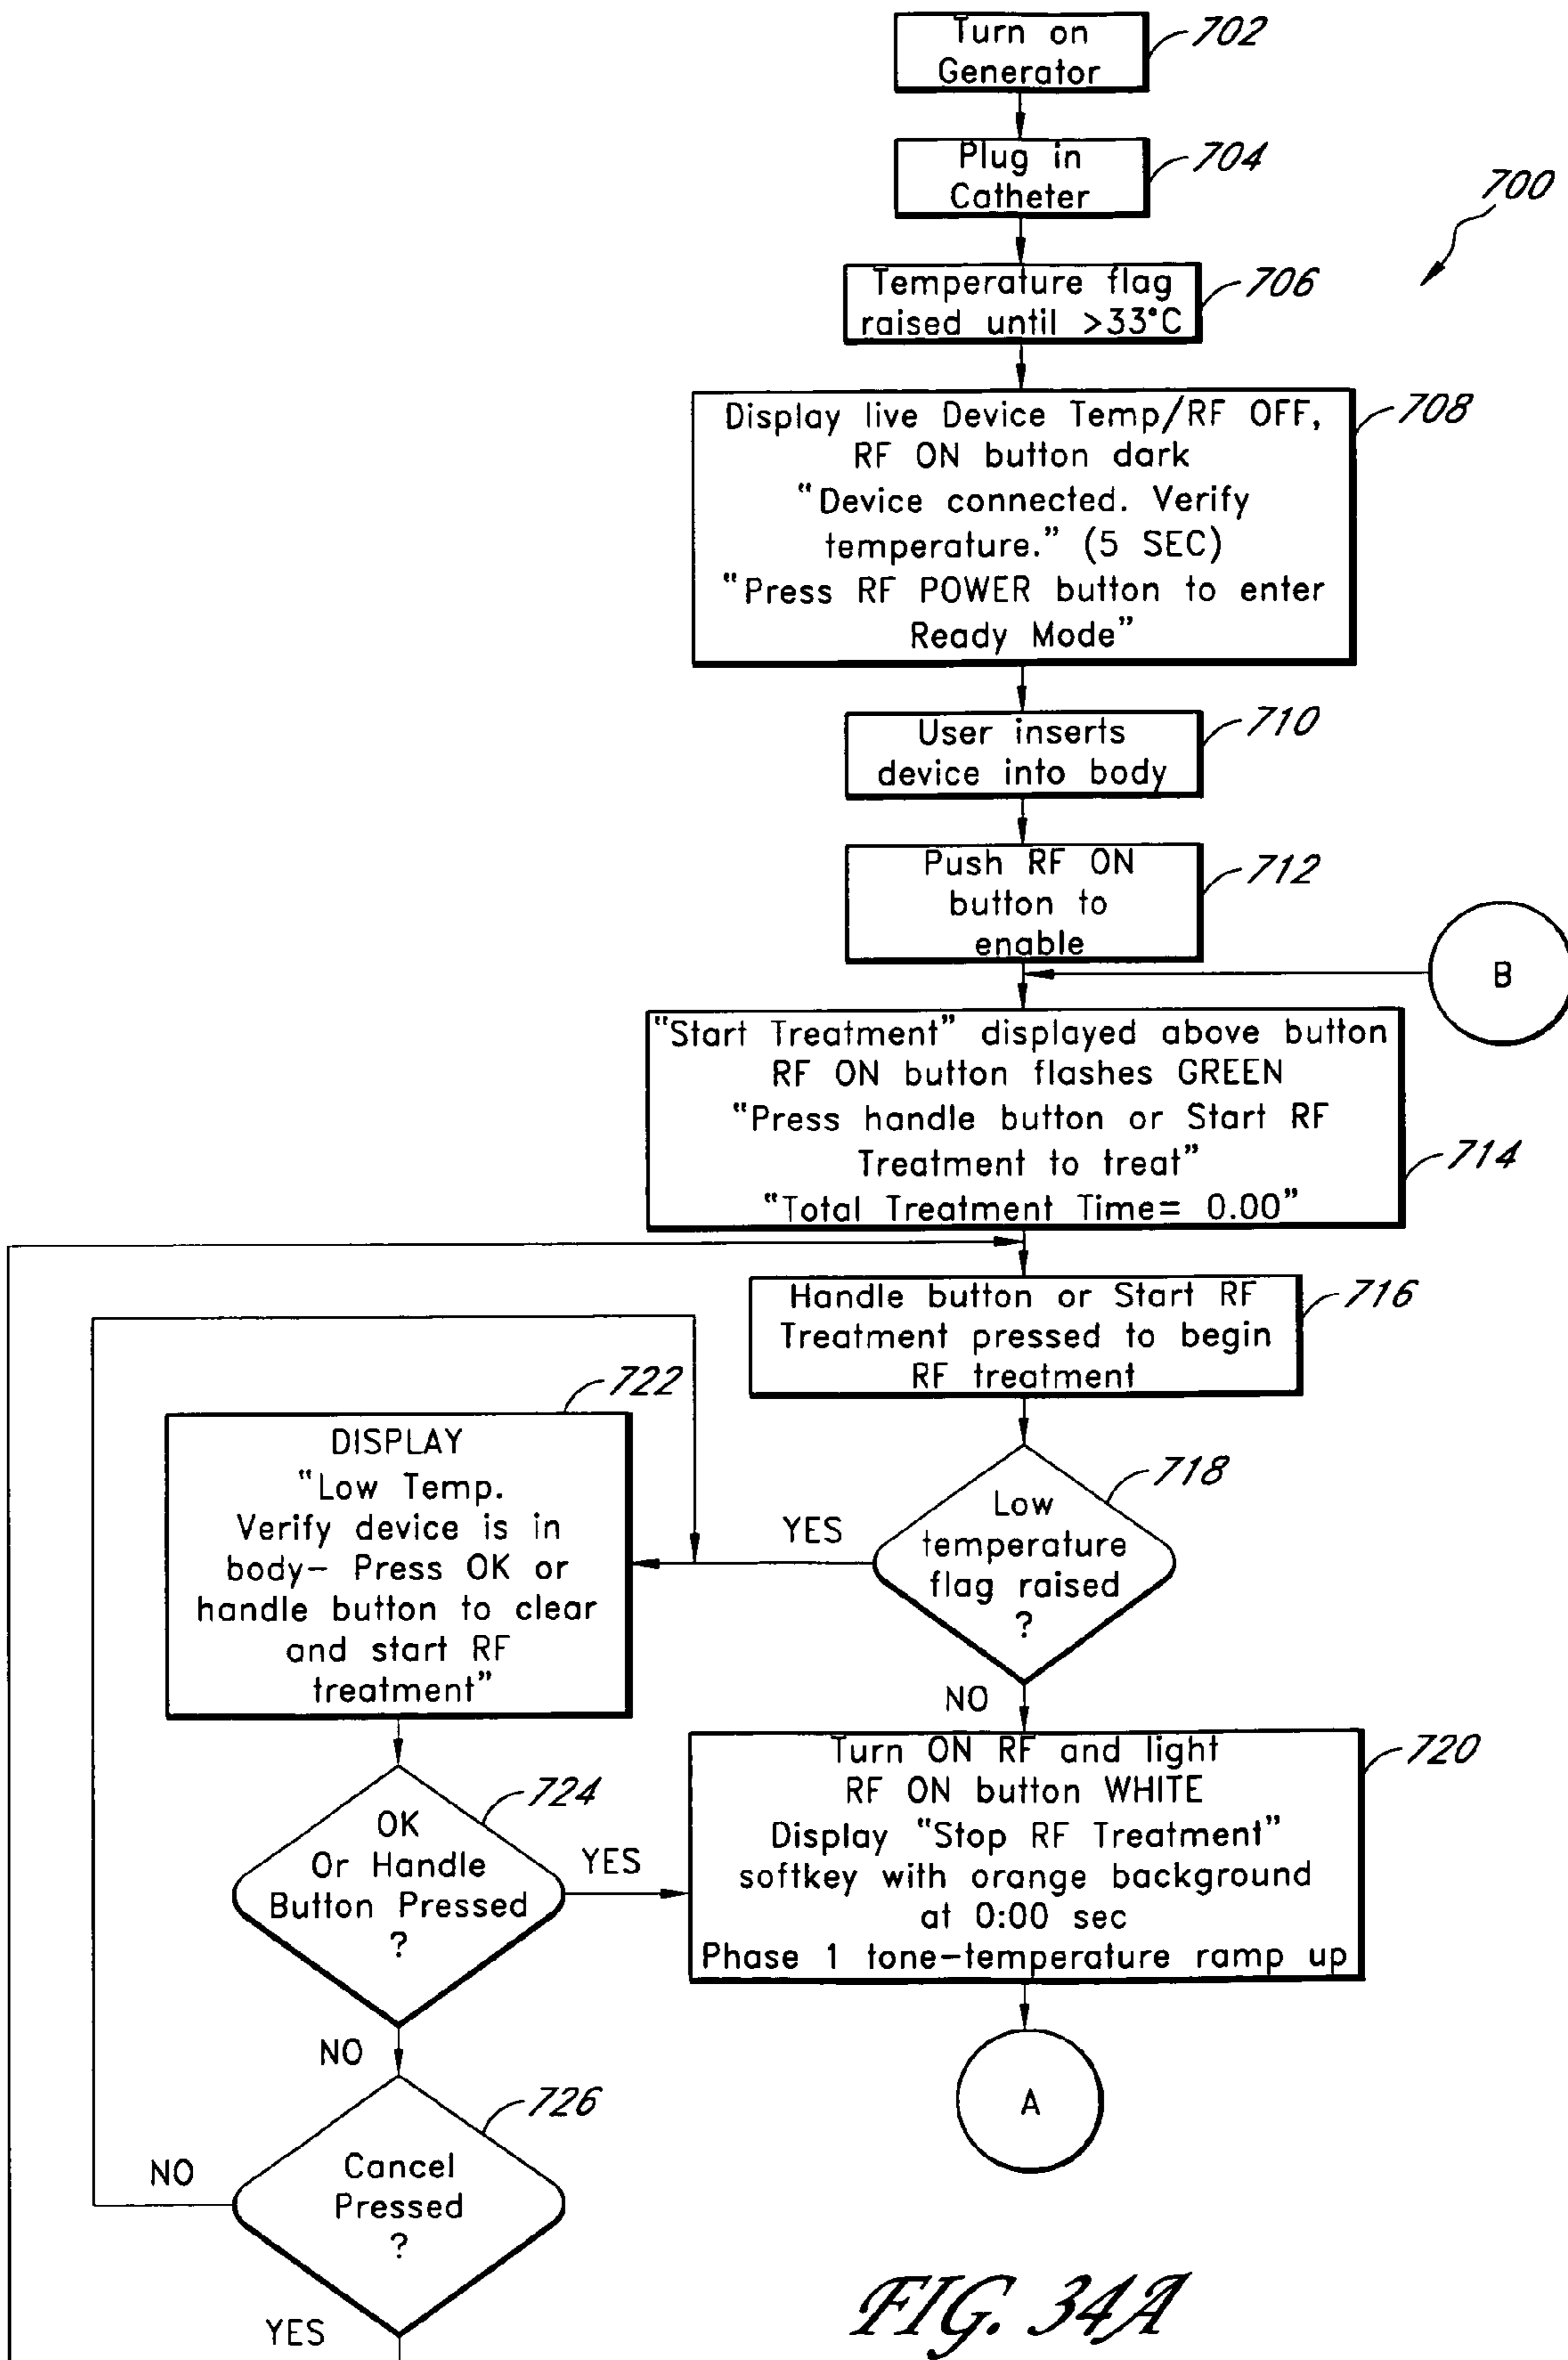 Turn on
Generator
702
Plug in
Catheter
704
700
Temperature flag
raised until >33°C
706
Display live Device Temp/RF OFF,
RF ON button dark
"Device connected. Verify
temperature." (5 SEC)
"Press RF POWER button to enter
Ready Mode"
708
User inserts
device into body
710
Push RF ON
button to
enable
712
B
"Start Treatment" displayed above button
RF ON button flashes GREEN
"Press handle button or Start RF
Treatment to treat"
"Total Treatment Time= 0.00"
714
Handle button or Start RF
Treatment pressed to begin
RF treatment
716
722
DISPLAY
"Low Temp.
Verify device is in
body– Press OK or
handle button to clear
and start RF
treatment"
YES
Low
temperature
flag raised
?
718
NO
Turn ON RF and light
RF ON button WHITE
Display "Stop RF Treatment"
softkey with orange background
at 0:00 sec
Phase 1 tone–temperature ramp up
720
OK
Or Handle
Button Pressed
?
724
YES
NO
A
Cancel
Pressed
?
726
NO
YES
FIG. 34A